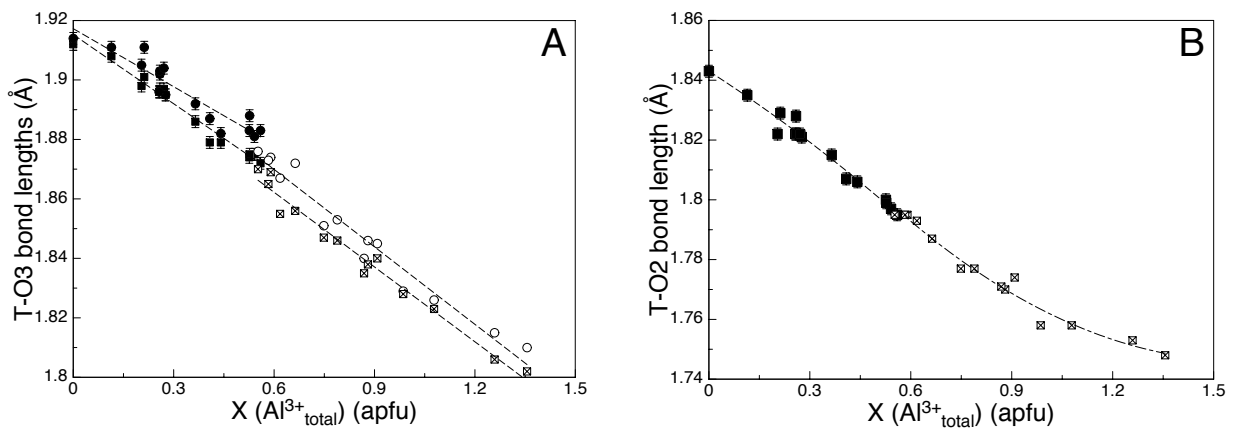 A
1.92
1.9
1.88
1.86
1.84
1.82
1.8
T-O3 bond lengths (Å)
0 0.3 0.6 0.9 1.2 1.5
X (Al³⁺total) (apfu)
B
1.86
1.84
1.82
1.8
1.78
1.76
1.74
T-O2 bond length (Å)
0 0.3 0.6 0.9 1.2 1.5
X (Al³⁺total) (apfu)